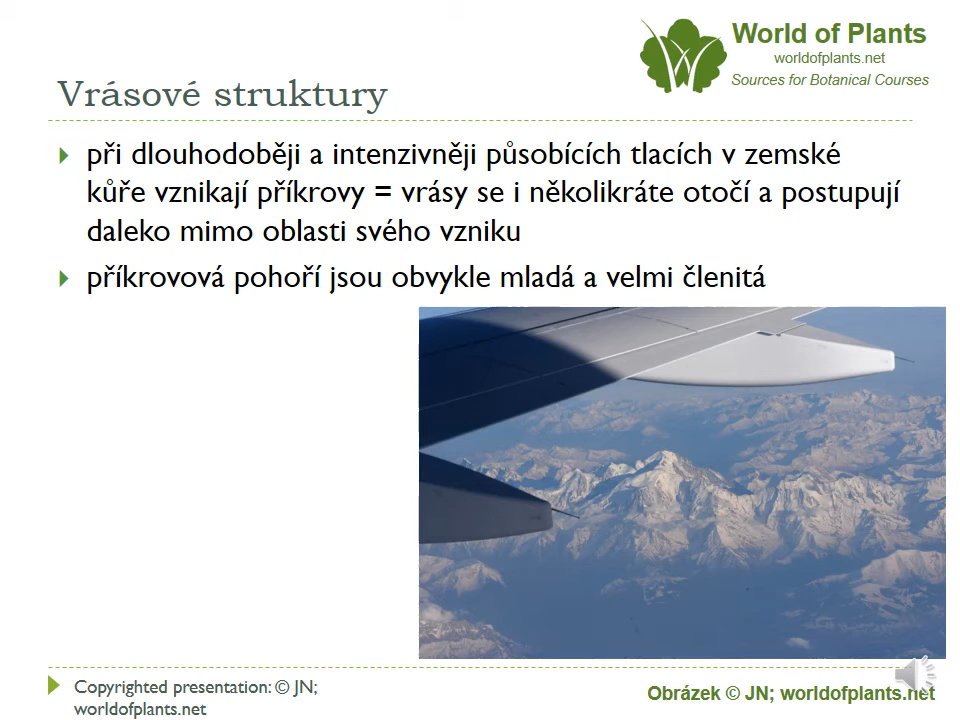 World of Plants
worldofplants.net
Sources for Botanical Courses
Vrásové struktury
při dlouhodoběji a intenzivněji působících tlacích v zemské
kůře vznikají příkrovy = vrásy se i několikráte otočí a postupují
daleko mimo oblasti svého vzniku
příkrovová pohoří jsou obvykle mladá a velmi členitá
Copyrighted presentation: © JN;
worldofplants.net
Obrázek © JN; worldofplants.net